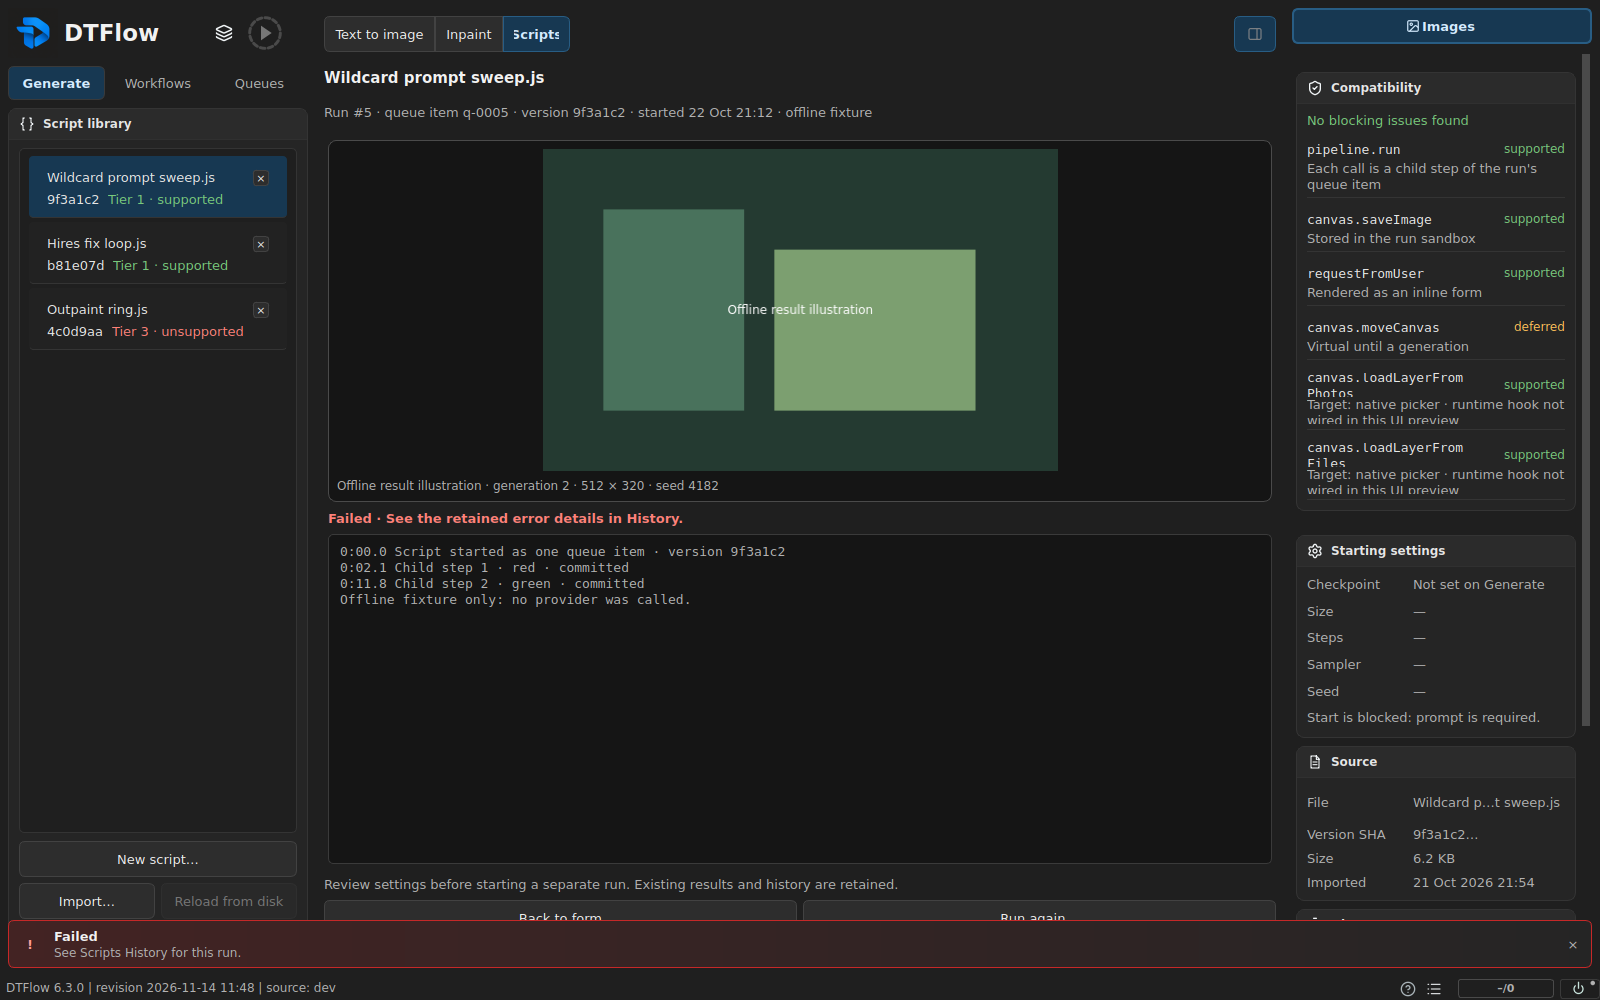 DTFlow
Text to image
Inpaint
Scripts
Images
Generate
Workflows
Queues
Script library
Wildcard prompt sweep.js
9f3a1c2 Tier 1 · supported
Hires fix loop.js
b81e07d Tier 1 · supported
Outpaint ring.js
4c0d9aa Tier 3 · unsupported
New script...
Import...
Reload from disk
Wildcard prompt sweep.js
Run #5 · queue item q-0005 · version 9f3a1c2 · started 22 Oct 21:12 · offline fixture
Offline result illustration
Offline result illustration · generation 2 · 512 × 320 · seed 4182
Failed · See the retained error details in History.
0:00.0 Script started as one queue item · version 9f3a1c2
0:02.1 Child step 1 · red · committed
0:11.8 Child step 2 · green · committed
Offline fixture only: no provider was called.
Review settings before starting a separate run. Existing results and history are retained.
Back to form
Run again
Compatibility
No blocking issues found
pipeline.run supported
Each call is a child step of the run's
queue item
canvas.saveImage supported
Stored in the run sandbox
requestFromUser supported
Rendered as an inline form
canvas.moveCanvas deferred
Virtual until a generation
canvas.loadLayerFrom supported
Photos
Target: native picker · runtime hook not
wired in this UI preview
canvas.loadLayerFrom supported
Files
Target: native picker · runtime hook not
wired in this UI preview
Starting settings
Checkpoint Not set on Generate
Size —
Steps —
Sampler —
Seed —
Start is blocked: prompt is required.
Source
File Wildcard p...t sweep.js
Version SHA 9f3a1c2...
Size 6.2 KB
Imported 21 Oct 2026 21:54
! Failed
See Scripts History for this run.
DTFlow 6.3.0 | revision 2026-11-14 11:48 | source: dev
-/0